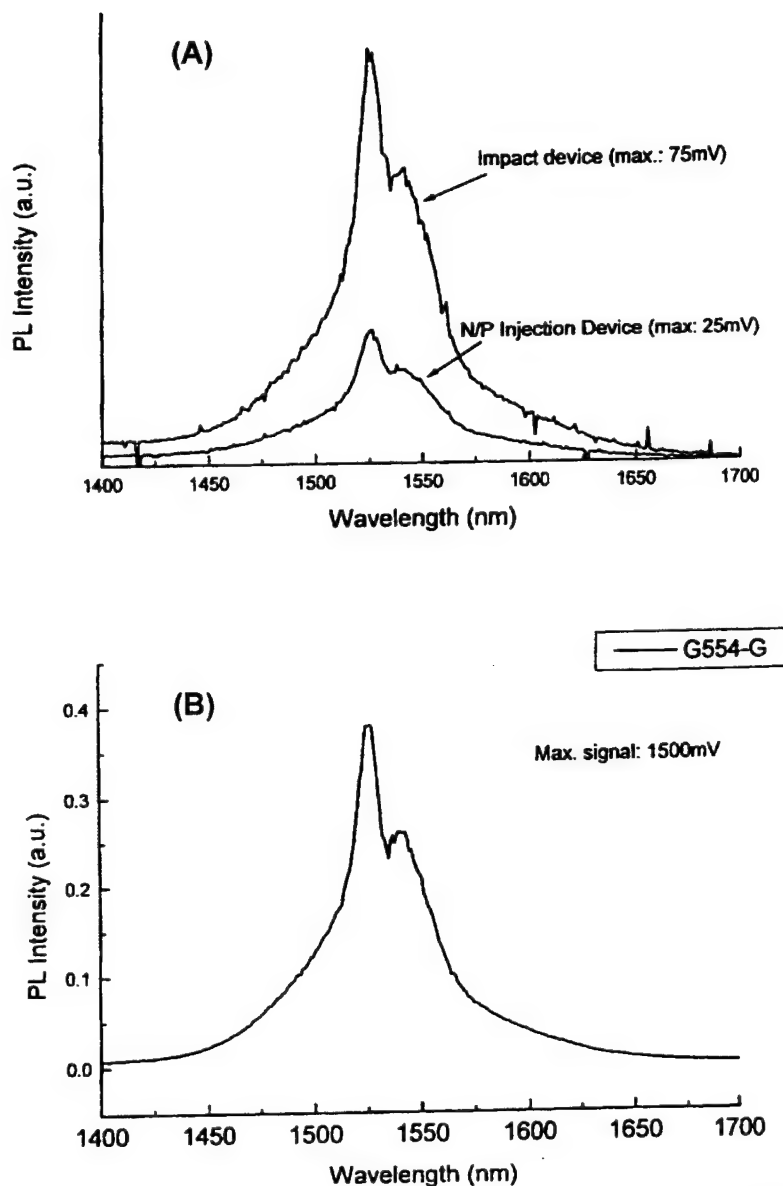 (A)
Impact device (max.: 75mV)
N/P Injection Device (max: 25mV)
PL Intensity (a.u.)
1400 1450 1500 1550 1600 1650 1700
Wavelength (nm)
G554-G
(B)
Max. signal: 1500mV
0.4
0.3
0.2
0.1
0.0
PL Intensity (a.u.)
1400 1450 1500 1550 1600 1650 1700
Wavelength (nm)